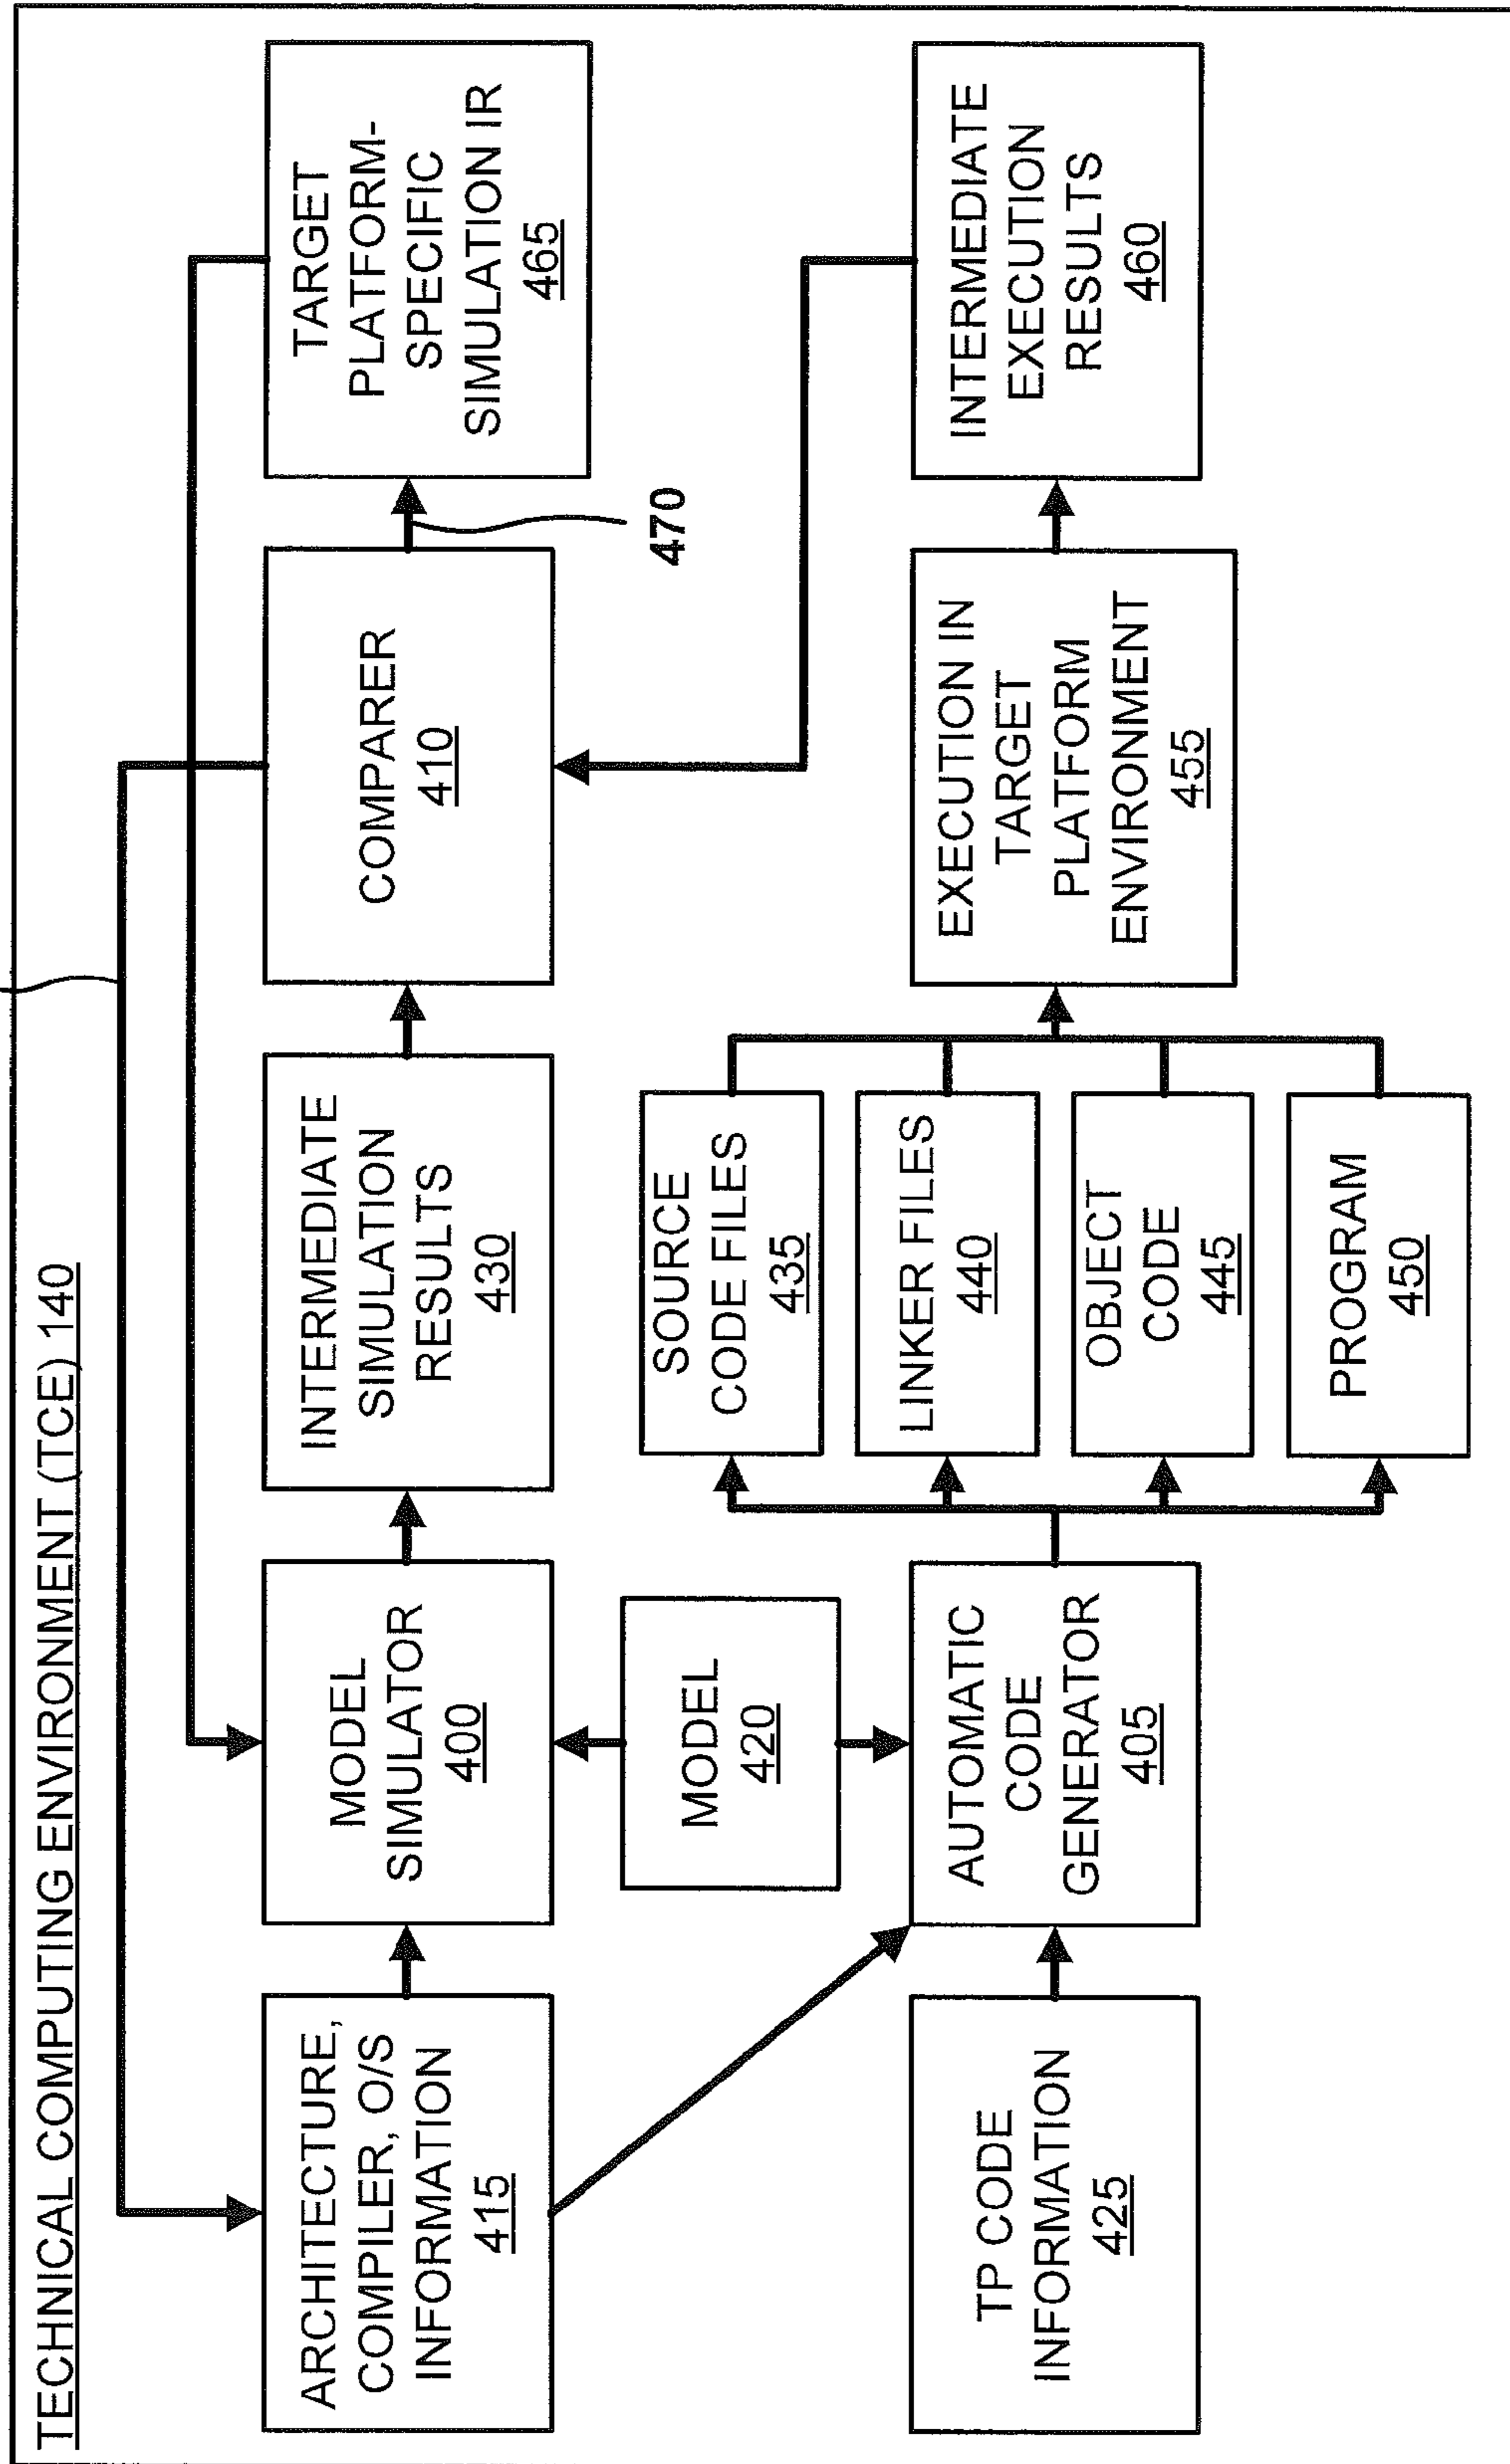 TECHNICAL COMPUTING ENVIRONMENT (TCE) 140
ARCHITECTURE,
COMPILER, O/S
INFORMATION
415
MODEL
SIMULATOR
400
INTERMEDIATE
SIMULATION
RESULTS
430
COMPARER
410
470
TARGET
PLATFORM-
SPECIFIC
SIMULATION IR
465
MODEL
420
TP CODE
INFORMATION
425
AUTOMATIC
CODE
GENERATOR
405
SOURCE
CODE FILES
435
LINKER FILES
440
OBJECT
CODE
445
PROGRAM
450
EXECUTION IN
TARGET
PLATFORM
ENVIRONMENT
455
INTERMEDIATE
EXECUTION
RESULTS
460